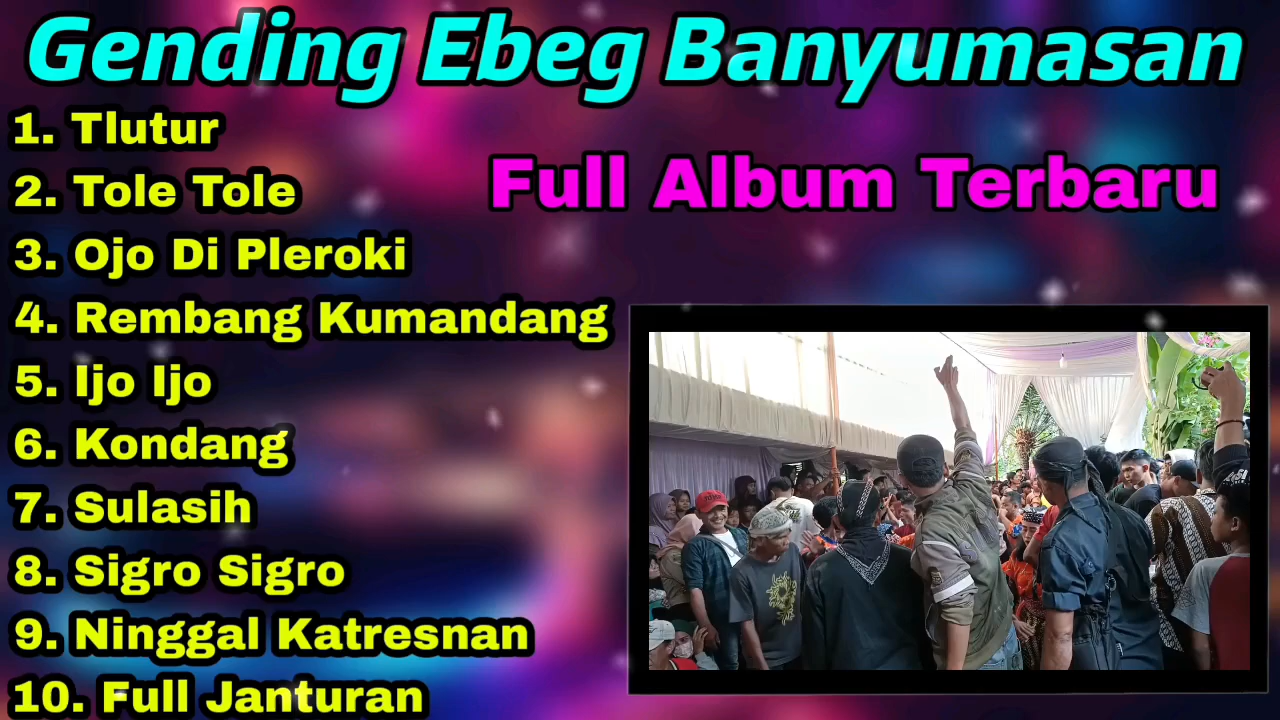 Gending Ebeg Banyumasan
Full Album Terbaru
1. Tlutur
2. Tole Tole
3. Ojo Di Pleroki
4. Rembang Kumandang
5. Ijo Ijo
6. Kondang
7. Sulasih
8. Sigro Sigro
9. Ninggal Katresnan
10. Full Janturan